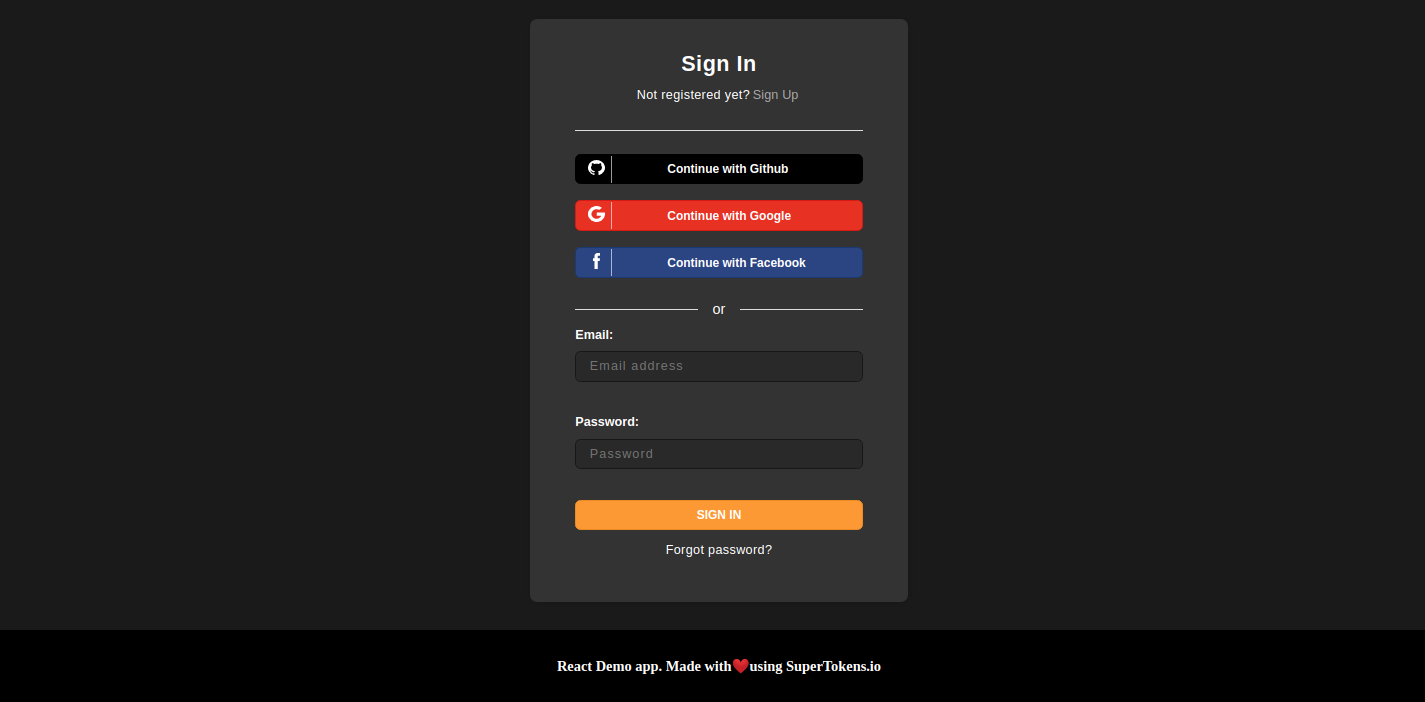 Sign In
Not registered yet? Sign Up
Continue with Github
Continue with Google
Continue with Facebook
or
Email:
Email address
Password:
Password
SIGN IN
Forgot password?
React Demo app. Made with❤️using SuperTokens.io